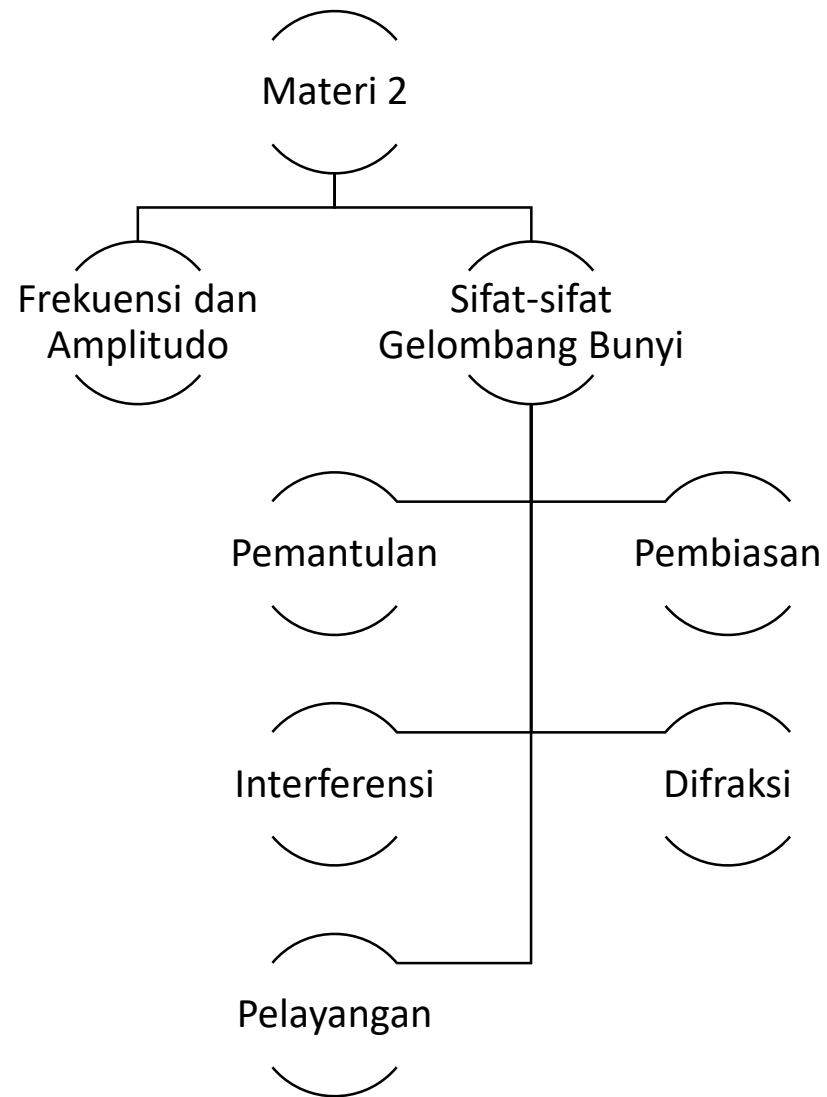 Materi 2
Frekuensi dan
Amplitudo
Sifat-sifat
Gelombang Bunyi
Pemantulan
Pembiasan
Interferensi
Difraksi
Pelayangan